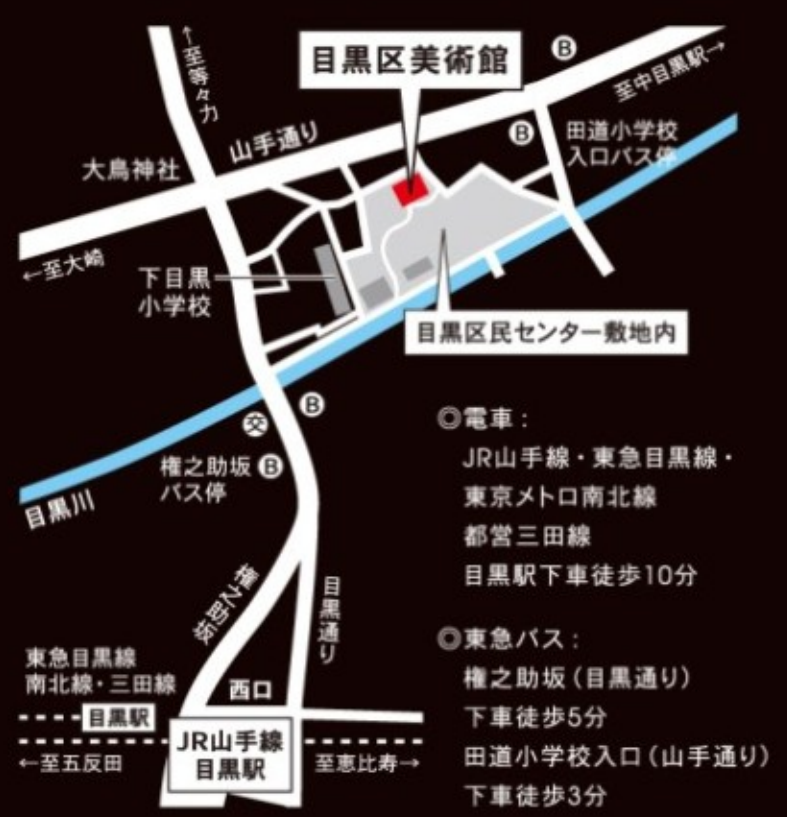 目黒区美術館
Ⓑ
←至等々力
至中目黒駅→
山手通り
Ⓑ
田道小学校
入口バス停
大鳥神社
←至大崎
下目黒
小学校
目黒区民センター敷地内
Ⓑ
交
権之助坂
バス停
Ⓑ
目黒川
◎電車：
JR山手線・東急目黒線・
東京メトロ南北線
都営三田線
目黒駅下車徒歩10分
権之助坂
目黒通り
◎東急バス：
権之助坂（目黒通り）
下車徒歩5分
田道小学校入口（山手通り）
下車徒歩3分
東急目黒線
南北線・三田線
西口
目黒駅
JR山手線
目黒駅
←至五反田
至恵比寿→